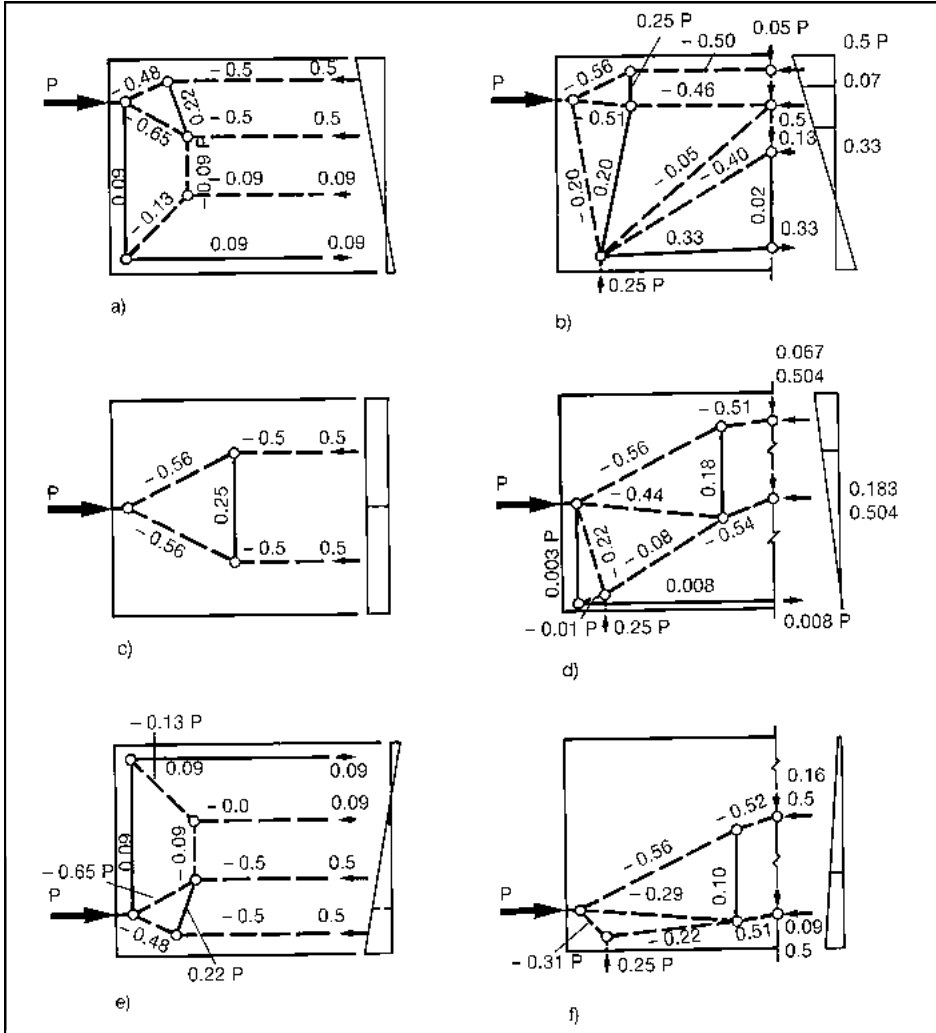 P
– 0.48
– 0.5
0.5
0.22
– 0.65
– 0.5
0.5
0.09
– 0.09 P
– 0.09
0.09
– 0.13
0.09
0.09
a)
0.25 P
0.05 P
– 0.50
0.5 P
P
– 0.56
0.07
– 0.46
– 0.51
0.5
0.13
0.33
– 0.05
– 0.40
– 0.20
0.20
0.02
0.33
0.33
0.25 P
b)
P
– 0.5
0.5
– 0.56
0.25
– 0.56
– 0.5
0.5
c)
0.067
0.504
– 0.51
– 0.56
P
0.18
– 0.44
0.183
0.504
– 0.54
0.22
– 0.08
0.003 P
0.008
– 0.01 P
0.25 P
0.008 P
d)
– 0.13 P
0.09
0.09
– 0.0
0.09
0.09
– 0.09
– 0.65 P
– 0.5
0.5
P
– 0.5
0.5
– 0.48
0.22 P
e)
0.16
– 0.52
0.5
– 0.56
P
– 0.29
0.10
– 0.22
0.51
0.09
0.5
– 0.31 P
0.25 P
f)